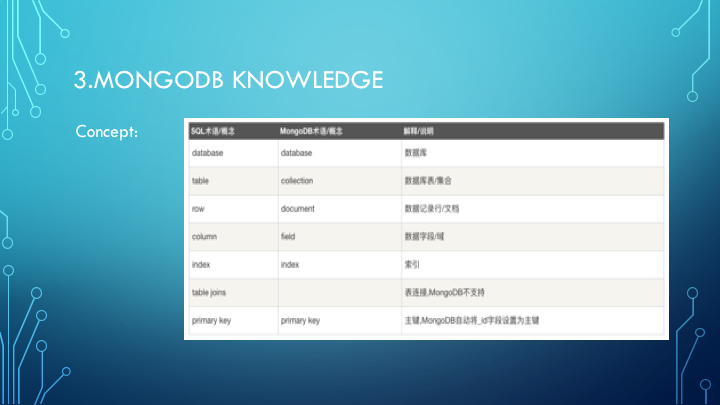 3.MONGODB KNOWLEDGE
Concept:
SQL术语/概念 MongoDB术语/概念 解释/说明
database database 数据库
table collection 数据库表/集合
row document 数据记录行/文档
column field 数据字段/域
index index 索引
table joins 表连接,MongoDB不支持
primary key primary key 主键,MongoDB自动将_id字段设置为主键